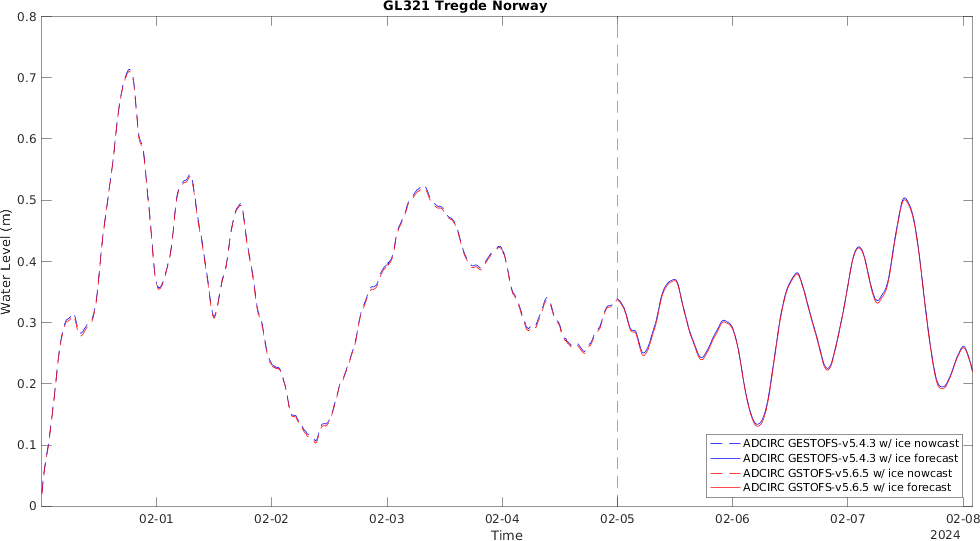 GL321 Tregde Norway
0.8
0.7
0.6
0.5
0.4
0.3
0.2
0.1
0
Water Level (m)
ADCIRC GESTOFS-v5.4.3 w/ ice nowcast
ADCIRC GESTOFS-v5.4.3 w/ ice forecast
ADCIRC GSTOFS-v5.6.5 w/ ice nowcast
ADCIRC GSTOFS-v5.6.5 w/ ice forecast
02-01 02-02 02-03 02-04 02-05 02-06 02-07 02-08
Time 2024